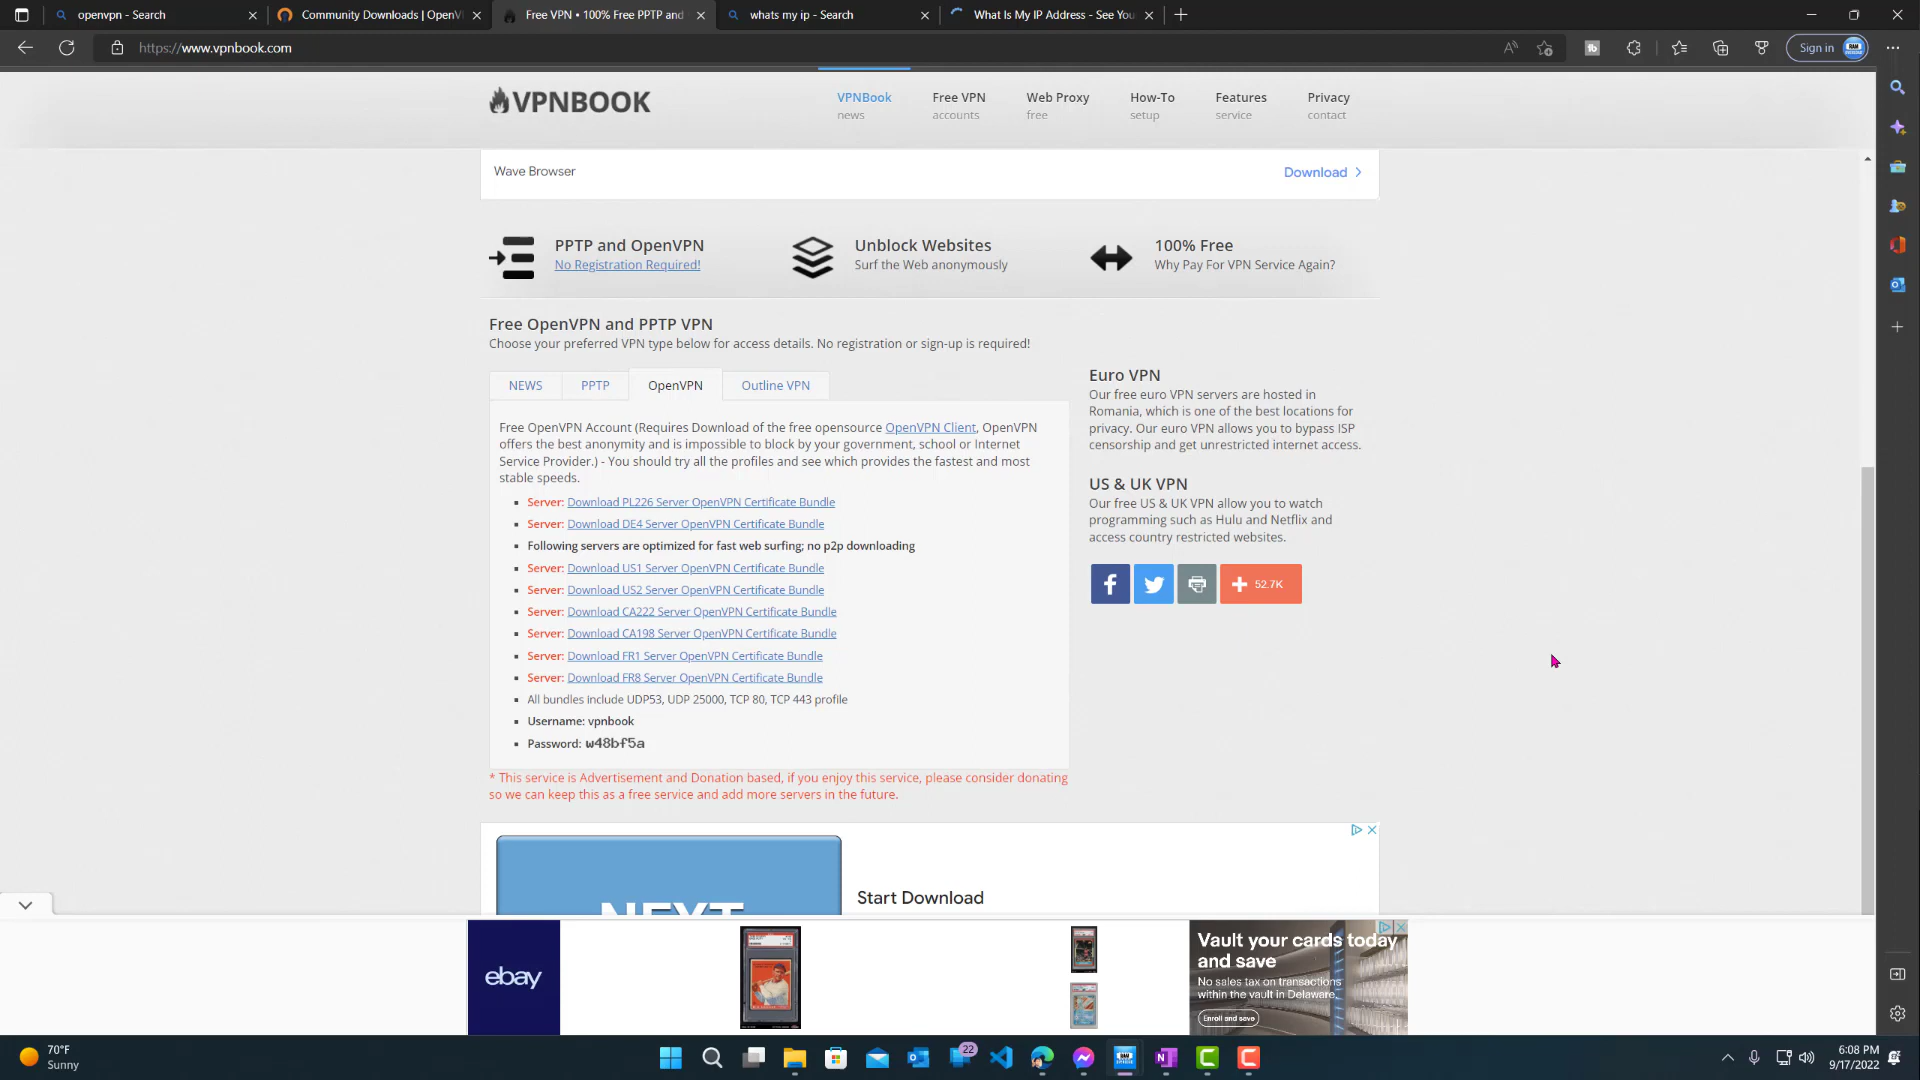 openvpn - Search
Community Downloads | OpenV
Free VPN • 100% Free PPTP and
whats my ip - Search
What Is My IP Address - See You
https://www.vpnbook.com
Sign in
VPNBOOK
VPNBook
news
Free VPN
accounts
Web Proxy
free
How-To
setup
Features
service
Privacy
contact
Wave Browser
Download
PPTP and OpenVPN
No Registration Required!
Unblock Websites
Surf the Web anonymously
100% Free
Why Pay For VPN Service Again?
Free OpenVPN and PPTP VPN
Choose your preferred VPN type below for access details. No registration or sign-up is required!
NEWS
PPTP
OpenVPN
Outline VPN
Free OpenVPN Account (Requires Download of the free opensource OpenVPN Client, OpenVPN
offers the best anonymity and is impossible to block by your government, school or Internet
Service Provider.) - You should try all the profiles and see which provides the fastest and most
stable speeds.
Server: Download PL226 Server OpenVPN Certificate Bundle
Server: Download DE4 Server OpenVPN Certificate Bundle
Following servers are optimized for fast web surfing; no p2p downloading
Server: Download US1 Server OpenVPN Certificate Bundle
Server: Download US2 Server OpenVPN Certificate Bundle
Server: Download CA222 Server OpenVPN Certificate Bundle
Server: Download CA198 Server OpenVPN Certificate Bundle
Server: Download FR1 Server OpenVPN Certificate Bundle
Server: Download FR8 Server OpenVPN Certificate Bundle
All bundles include UDP53, UDP 25000, TCP 80, TCP 443 profile
Username: vpnbook
Password: w48bf5a
* This service is Advertisement and Donation based, if you enjoy this service, please consider donating
so we can keep this as a free service and add more servers in the future.
Euro VPN
Our free euro VPN servers are hosted in
Romania, which is one of the best locations for
privacy. Our euro VPN allows you to bypass ISP
censorship and get unrestricted internet access.
US & UK VPN
Our free US & UK VPN allow you to watch
programming such as Hulu and Netflix and
access country restricted websites.
52.7K
NEXT
Start Download
ebay
Vault your cards today
and save
No sales tax on transactions
within the vault in Delaware.
Enroll and save
70°F
Sunny
22
6:08 PM
9/17/2022